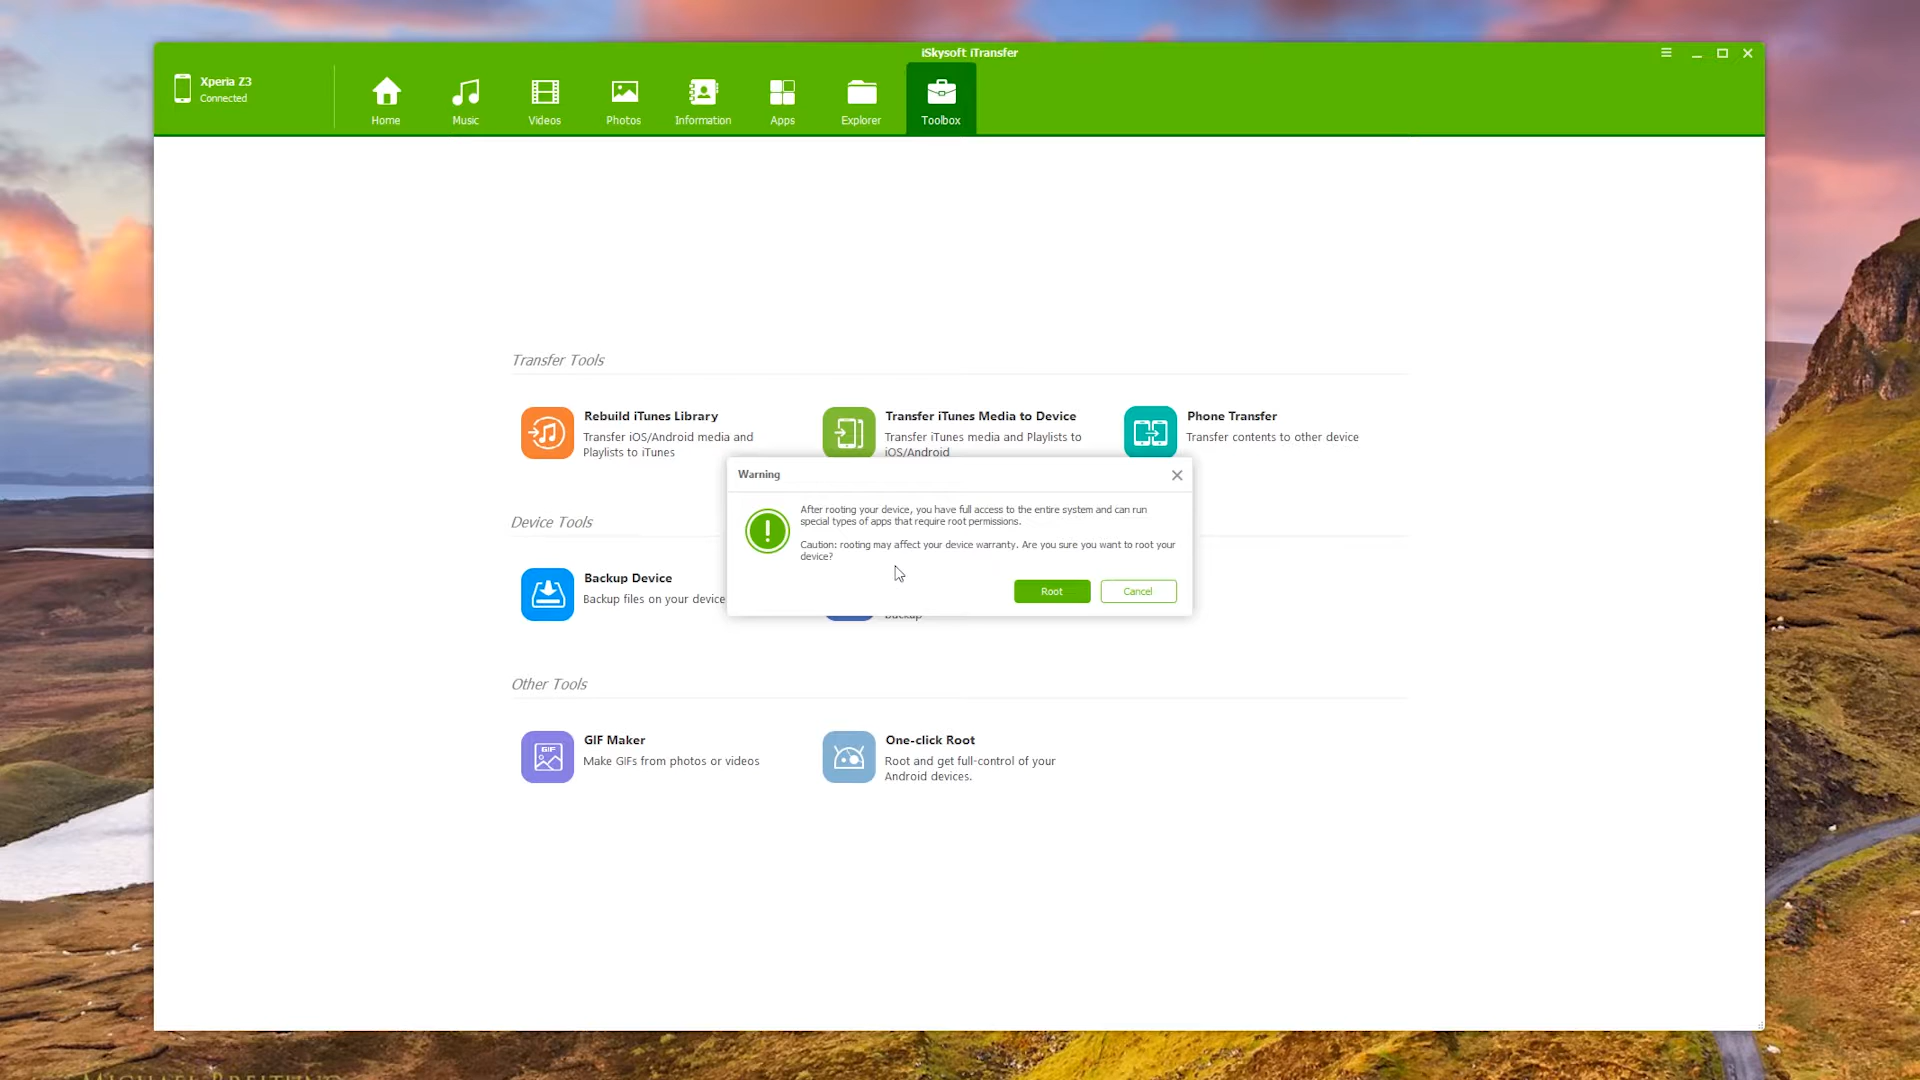 iSkysoft iTransfer
Xperia Z3
Connected
Home
Music
Videos
Photos
Information
Apps
Explorer
Toolbox
Transfer Tools
Rebuild iTunes Library
Transfer iOS/Android media and
Playlists to iTunes
Transfer iTunes Media to Device
Transfer iTunes media and Playlists to
iOS/Android
Phone Transfer
Transfer contents to other device
Warning
After rooting your device, you have full access to the entire system and can run
special types of apps that require root permissions.
Caution: rooting may affect your device warranty. Are you sure you want to root your
device?
Root
Cancel
Device Tools
Backup Device
Backup files on your device
Backup
Other Tools
GIF Maker
GIF
Make GIFs from photos or videos
One-click Root
Root and get full-control of your
Android devices.